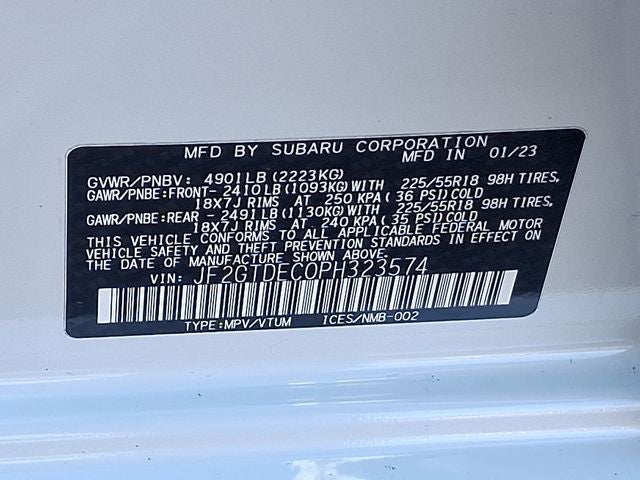 MFD BY SUBARU CORPORATION
MFD IN 01/23
GVWR/PNBV: 4901LB(2223KG)
GAWR/PNBE:FRONT- 2410LB(1093KG)WITH 225/55R18 98H TIRES,
18X7J RIMS AT 250 KPA(36 PSI)COLD
GAWR/PNBE:REAR - 2491LB(1130KG)WITH 225/55R18 98H TIRES,
18X7J RIMS AT 240 KPA(35 PSI)COLD
THIS VEHICLE CONFORMS TO ALL APPLICABLE FEDERAL MOTOR
VEHICLE SAFETY AND THEFT PREVENTION STANDARDS IN EFFECT ON
THE DATE OF MANUFACTURE SHOWN ABOVE.
VIN: JF2GTDEC0PH323574
TYPE:MPV/VTUM ICES/NMB-002